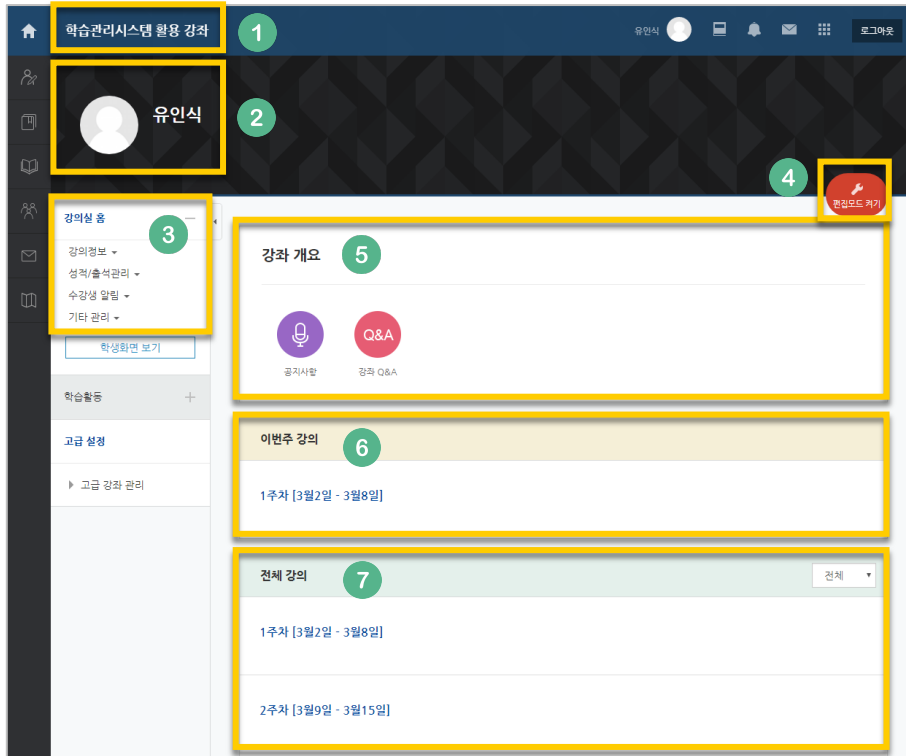 학습관리시스템 활용 강좌
1
유인식
로그아웃
유인식
2
4
편집모드 켜기
강의실 홈
3
강의정보
성적/출석관리
수강생 알림
기타 관리
학생화면 보기
학습활동
고급 설정
고급 강좌 관리
강좌 개요
5
Q&A
공지사항
강좌 Q&A
이번주 강의
6
1주차 [3월2일 - 3월8일]
전체 강의
7
전체
1주차 [3월2일 - 3월8일]
2주차 [3월9일 - 3월15일]